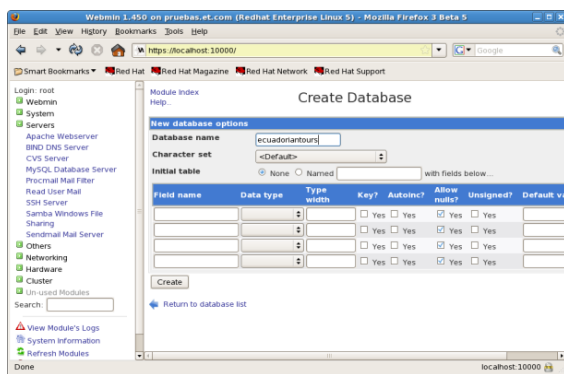 Webmin 1.450 on pruebas.et.com (Redhat Enterprise Linux 5) - Mozilla Firefox 3 Beta 5
File Edit View History Bookmarks Tools Help
https://localhost:10000/
Google
Smart Bookmarks Red Hat Red Hat Magazine Red Hat Network Red Hat Support
Login: root
Webmin
System
Servers
Apache Webserver
BIND DNS Server
CVS Server
MySQL Database Server
Procmail Mail Filter
Read User Mail
SSH Server
Samba Windows File
Sharing
Sendmail Mail Server
Others
Networking
Hardware
Cluster
Un-used Modules
Search:
View Module's Logs
System Information
Refresh Modules
Module Index
Help..
Create Database
New database options
Database name ecuadoriantours
Character set <Default>
Initial table None Named with fields below...
Field name Data type Type width Key? Autoinc? Allow nulls? Unsigned? Default va
Yes Yes Yes Yes
Yes Yes Yes Yes
Yes Yes Yes Yes
Yes Yes Yes Yes
Create
Return to database list
Done localhost:10000